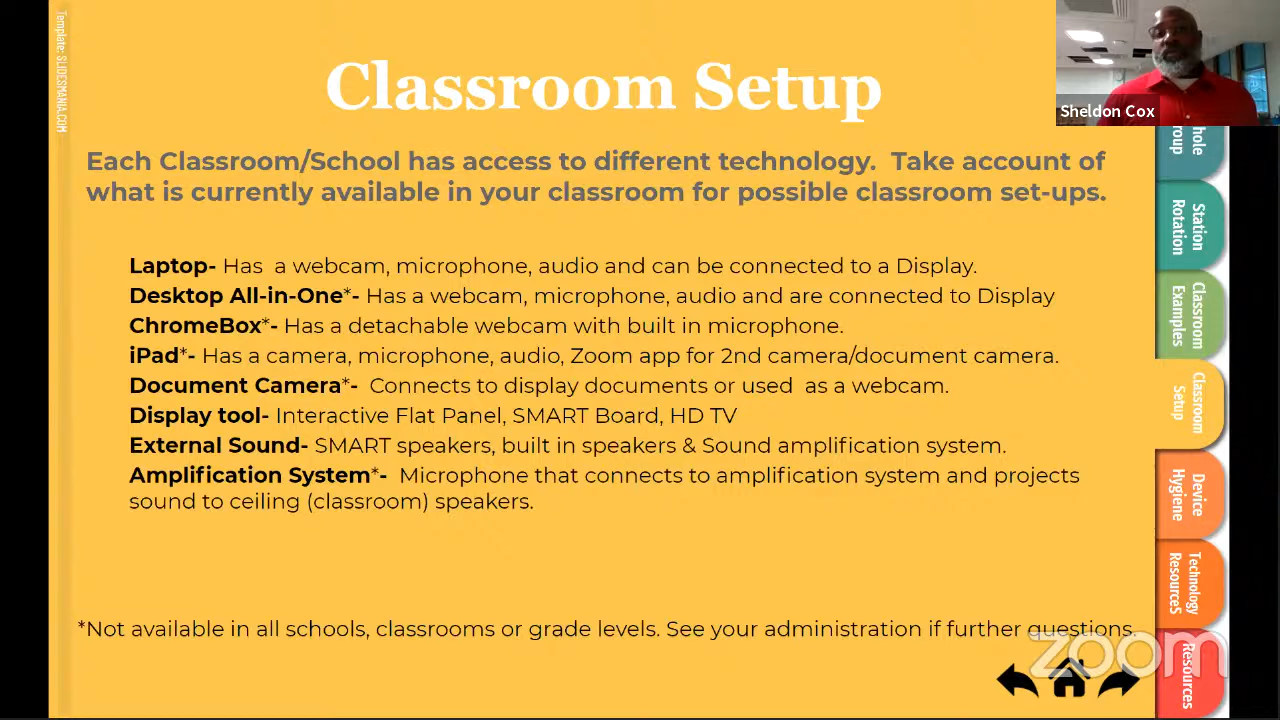 Template: SLIDESMANIA.COM
Classroom Setup
Sheldon Cox
Each Classroom/School has access to different technology.  Take account of
what is currently available in your classroom for possible classroom set-ups.
Laptop- Has  a webcam, microphone, audio and can be connected to a Display.
Desktop All-in-One*- Has a webcam, microphone, audio and are connected to Display
ChromeBox*- Has a detachable webcam with built in microphone.
iPad*- Has a camera, microphone, audio, Zoom app for 2nd camera/document camera.
Document Camera*-  Connects to display documents or used  as a webcam.
Display tool- Interactive Flat Panel, SMART Board, HD TV
External Sound- SMART speakers, built in speakers & Sound amplification system.
Amplification System*-  Microphone that connects to amplification system and projects
sound to ceiling (classroom) speakers.
*Not available in all schools, classrooms or grade levels. See your administration if further questions.
hole
roup
Station
Rotation
Classroom
Examples
Classroom
Setup
Device
Hygiene
Technology
ResourceS
Resources
zoom